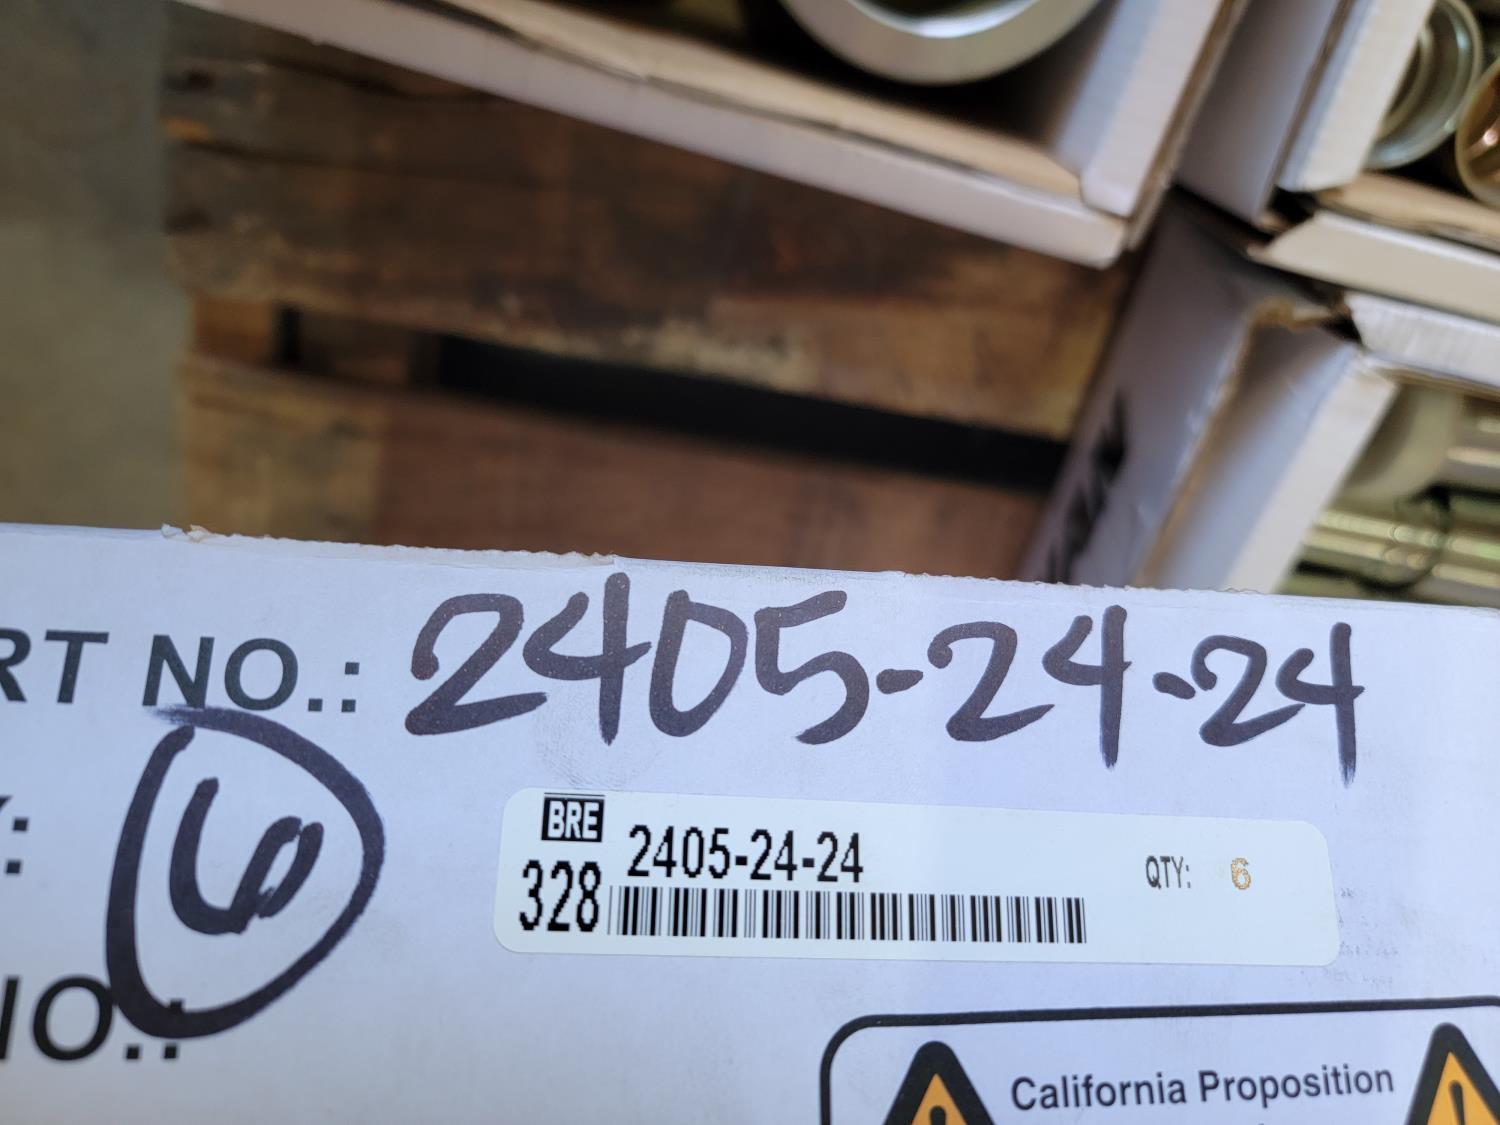 RT NO.: 2405-24-24
Y: 6
NO.:
BRE
328
2405-24-24
QTY: 6
California Proposition